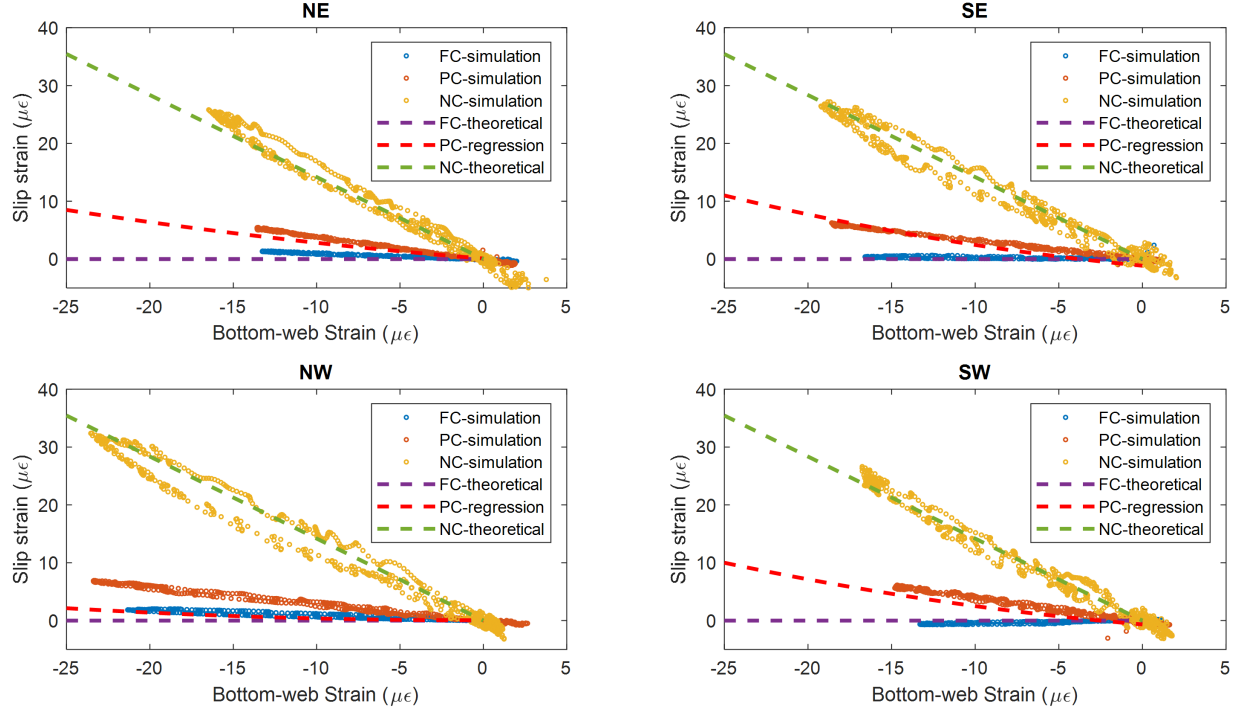 NE
40
30
20
10
0
Slip strain (με)
-25 -20 -15 -10 -5 0 5
Bottom-web Strain (με)
FC-simulation
PC-simulation
NC-simulation
FC-theoretical
PC-regression
NC-theoretical
SE
40
30
20
10
0
Slip strain (με)
-25 -20 -15 -10 -5 0 5
Bottom-web Strain (με)
FC-simulation
PC-simulation
NC-simulation
FC-theoretical
PC-regression
NC-theoretical
NW
40
30
20
10
0
Slip strain (με)
-25 -20 -15 -10 -5 0 5
Bottom-web Strain (με)
FC-simulation
PC-simulation
NC-simulation
FC-theoretical
PC-regression
NC-theoretical
SW
40
30
20
10
0
Slip strain (με)
-25 -20 -15 -10 -5 0 5
Bottom-web Strain (με)
FC-simulation
PC-simulation
NC-simulation
FC-theoretical
PC-regression
NC-theoretical